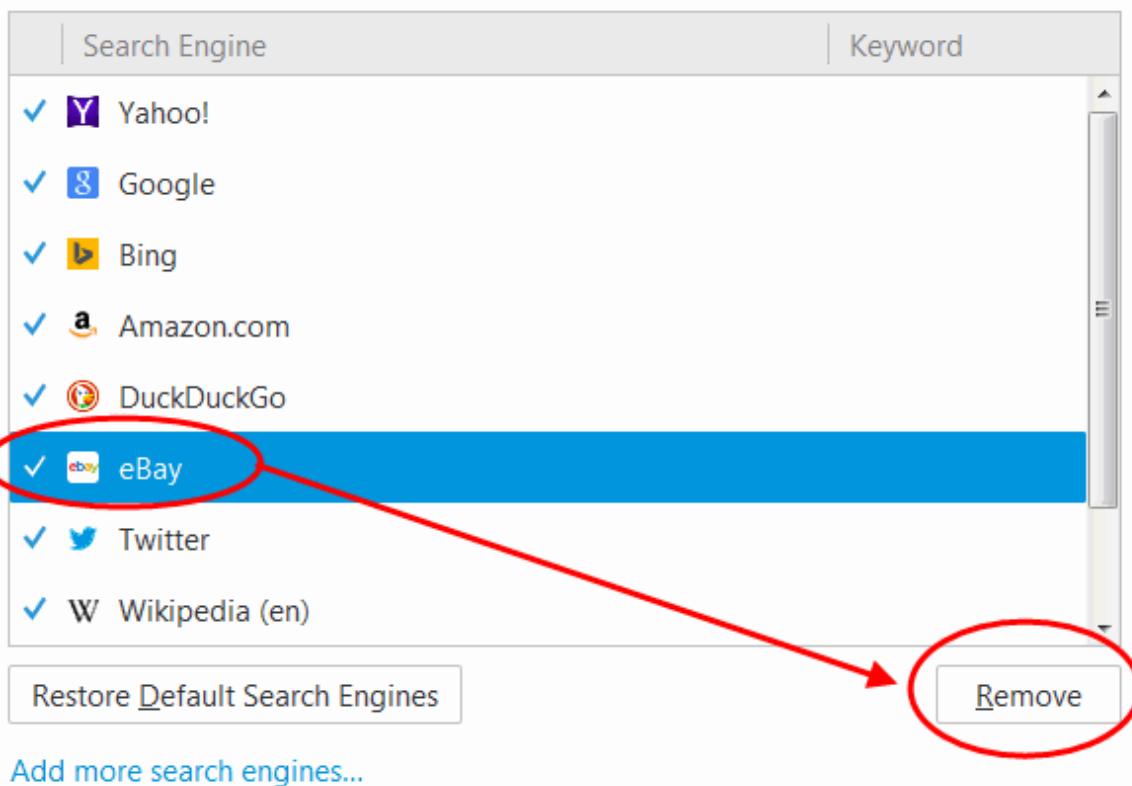 Search Engine Keyword
Yahoo!
Google
Bing
Amazon.com
DuckDuckGo
eBay
Twitter
Wikipedia (en)
Restore Default Search Engines Remove
Add more search engines...